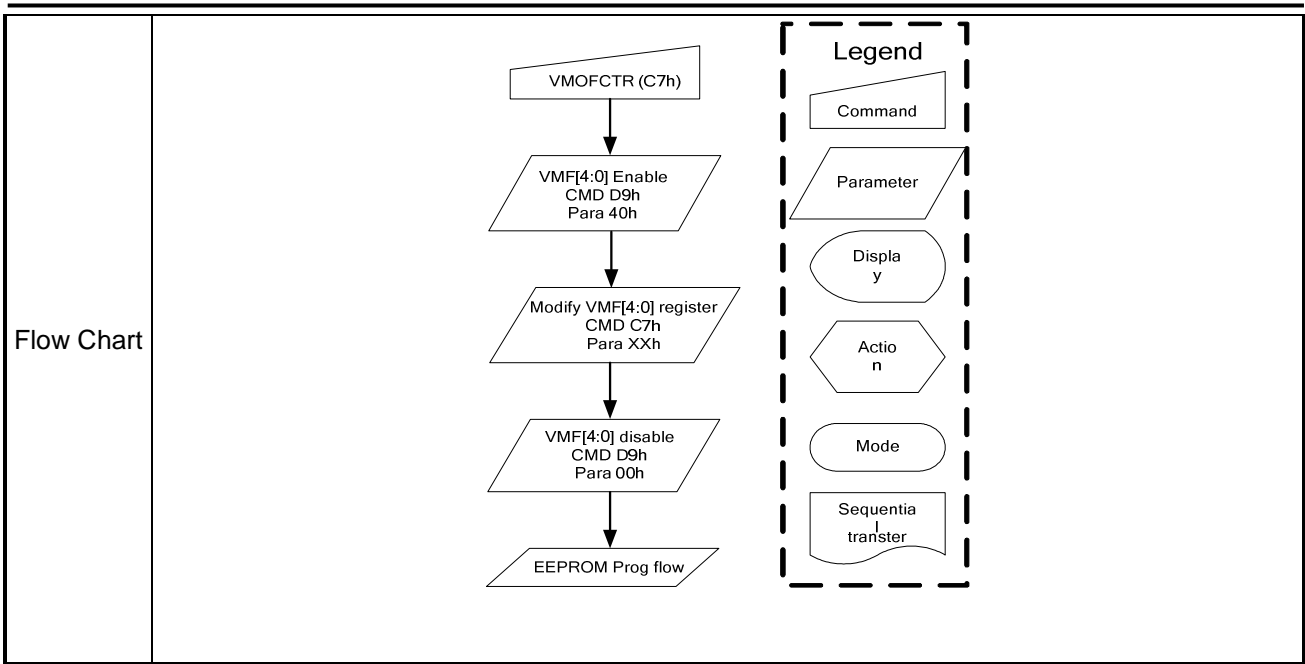 Flow Chart
VMOFCTR (C7h)
VMF[4:0] Enable
CMD D9h
Para 40h
Modify VMF[4:0] register
CMD C7h
Para XXh
VMF[4:0] disable
CMD D9h
Para 00h
EEPROM Prog flow
Legend
Command
Parameter
Displa
y
Actio
n
Mode
Sequentia
l
transter